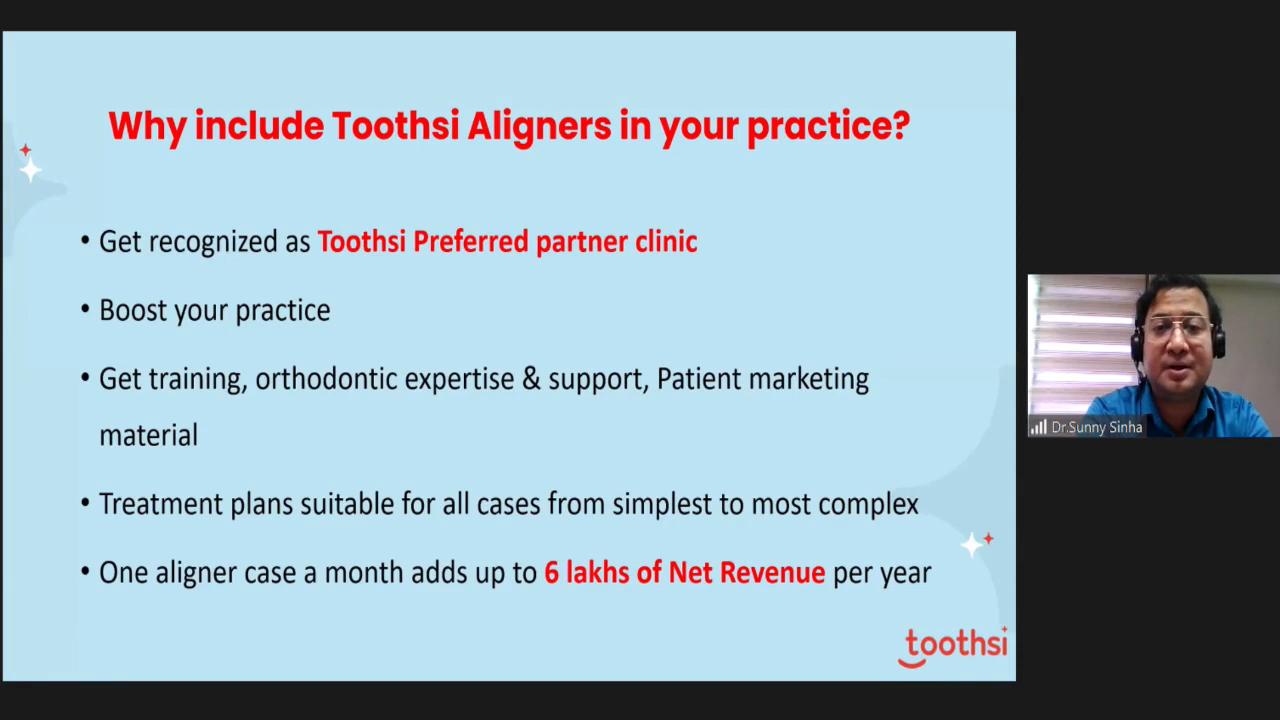 Why include Toothsi Aligners in your practice?
• Get recognized as Toothsi Preferred partner clinic
• Boost your practice
• Get training, orthodontic expertise & support, Patient marketing
material
• Treatment plans suitable for all cases from simplest to most complex
• One aligner case a month adds up to 6 lakhs of Net Revenue per year
toothsi
Dr.Sunny Sinha